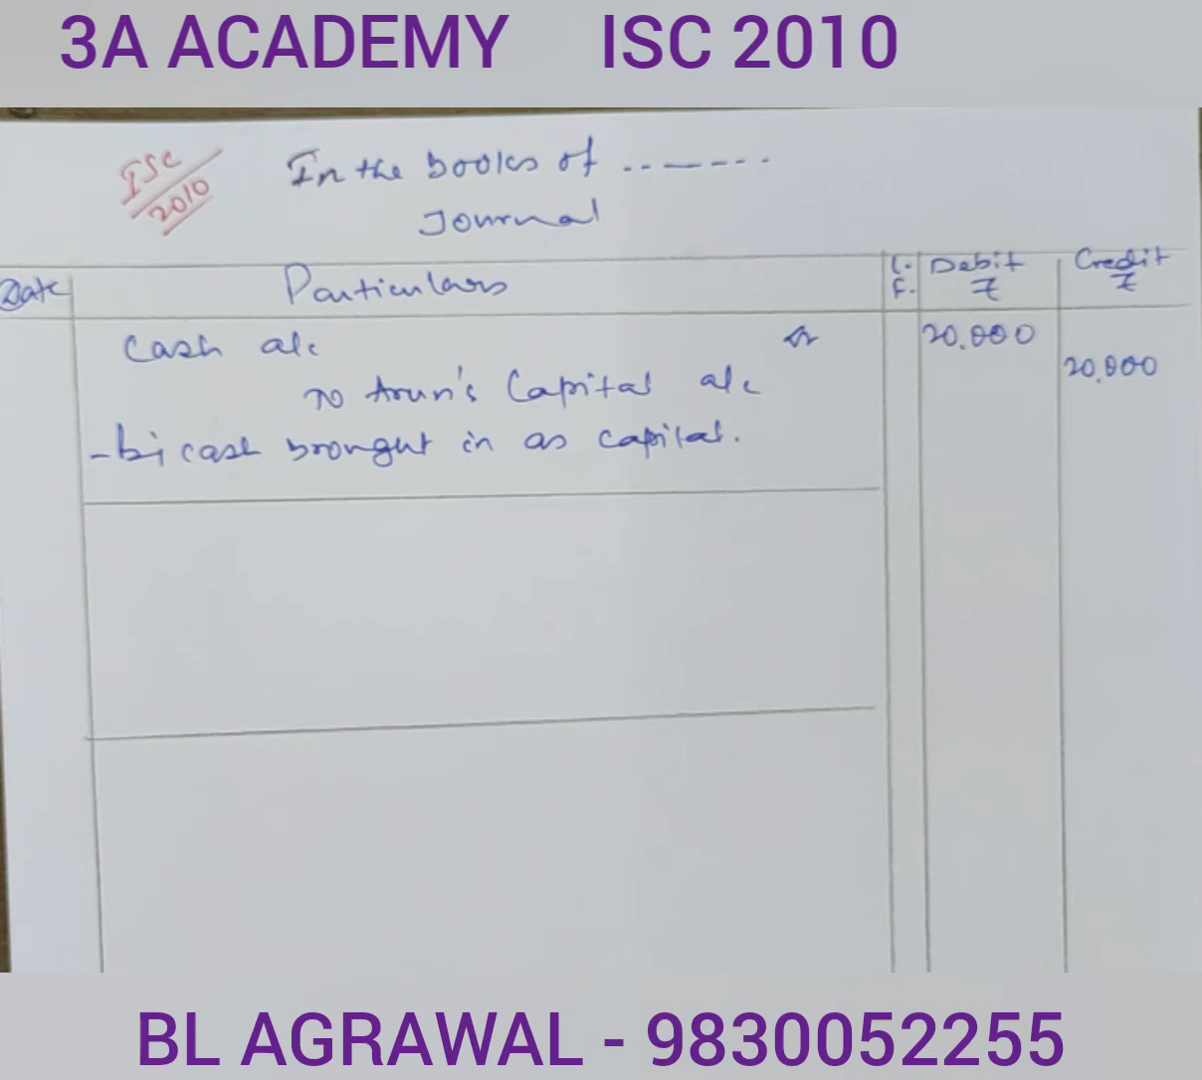 3A ACADEMY ISC 2010
ISC
2010
In the books of .. — — - - .
Journal
Date Particulars L.F. Debit ₹ Credit ₹
Cash a/c Dr 20,000
To Arun's Capital a/c 20,000
- bi cash brought in as capital.
BL AGRAWAL - 9830052255